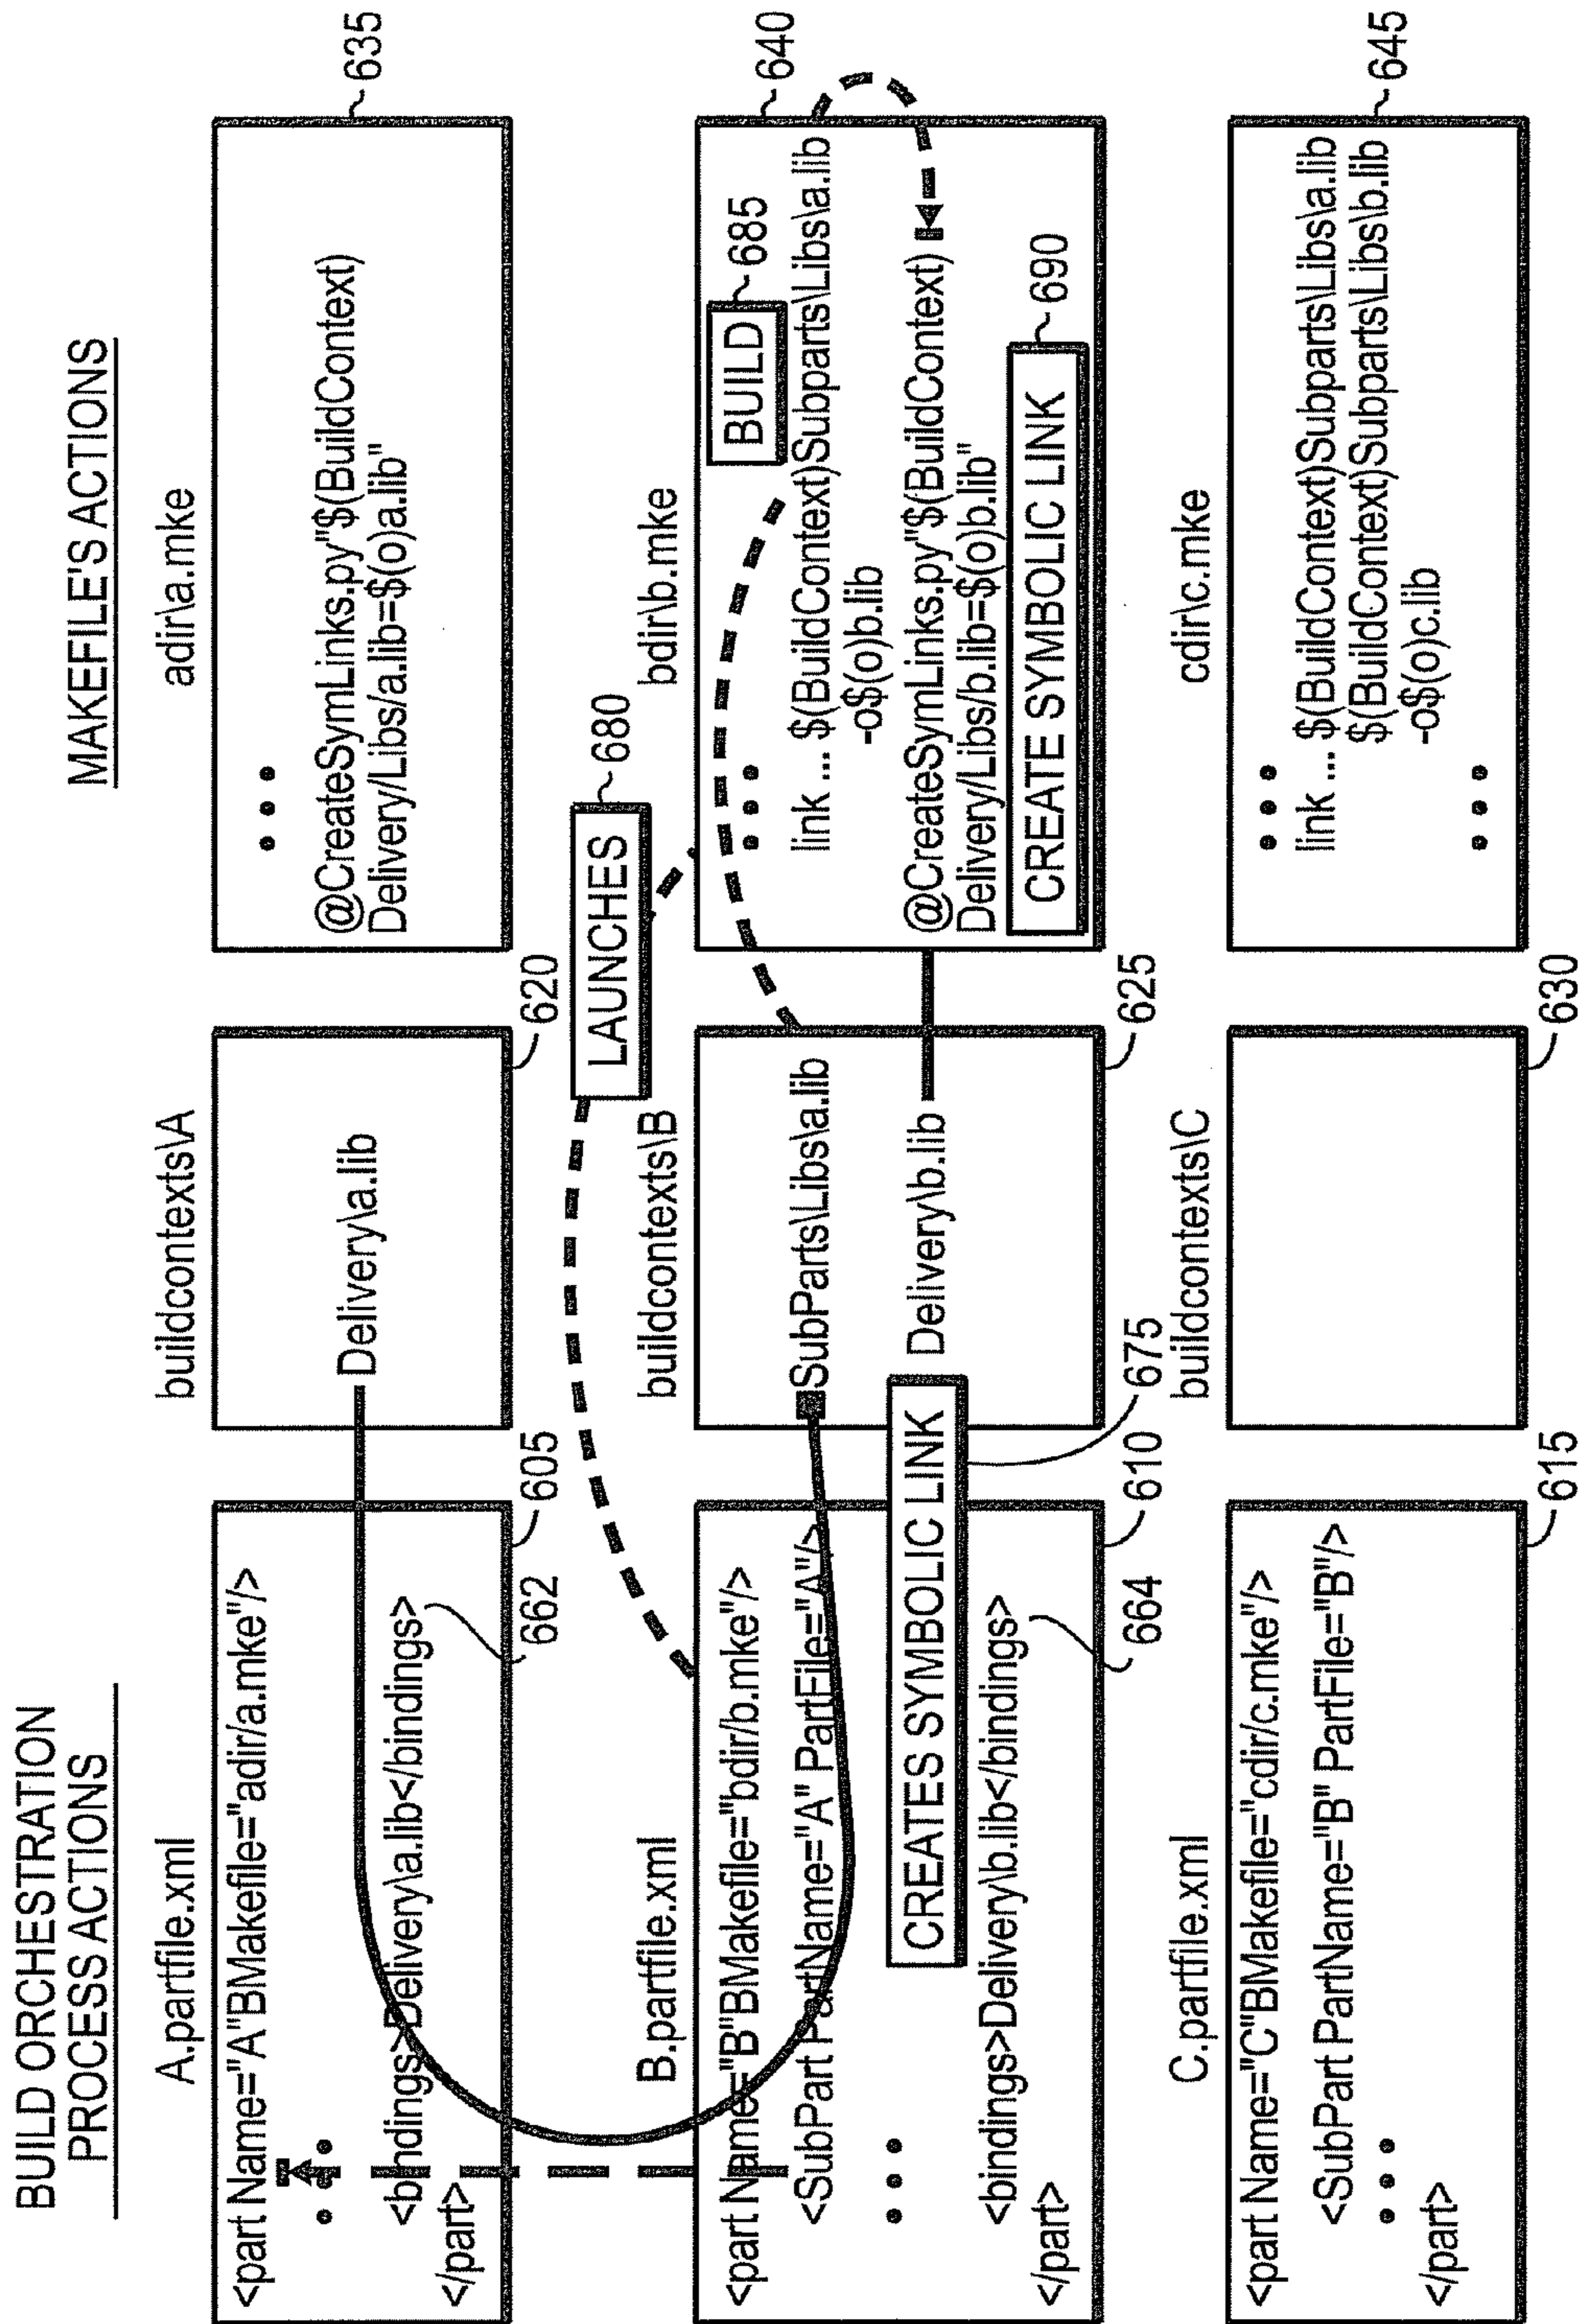 BUILD ORCHESTRATION
PROCESS ACTIONS
MAKEFILE'S ACTIONS
A.partfile.xml
<part Name="A"BMakefile="adir/a.mke"/>
• • •
<bindings>Delivery\a.lib</bindings>
</part>
662
605
buildcontexts\A
Delivery\a.lib
620
adir\a.mke
• • •
@CreateSymLinks.py"$(BuildContext)
Delivery/Libs/a.lib=$(o)a.lib"
635
LAUNCHES
680
B.partfile.xml
<part Name="B"BMakefile="bdir/b.mke"/>
<SubPart PartName="A" PartFile="A"/>
• • •
CREATES SYMBOLIC LINK
675
<bindings>Delivery\b.lib</bindings>
</part>
664
610
buildcontexts\B
SubParts\Libs\a.lib
Delivery\b.lib
625
bdir\b.mke
BUILD
685
• • •
link ... $(BuildContext)Subparts\Libs\a.lib
-o$(o)b.lib
@CreateSymLinks.py"$(BuildContext)
Delivery/Libs/b.lib=$(o)b.lib"
CREATE SYMBOLIC LINK
690
640
C.partfile.xml
<part Name="C"BMakefile="cdir/c.mke"/>
<SubPart PartName="B" PartFile="B"/>
• • •
</part>
615
buildcontexts\C
630
cdir\c.mke
• • •
link ... $(BuildContext)Subparts\Libs\a.lib
$(BuildContext)Subparts\Libs\b.lib
-o$(o)c.lib
• • •
645